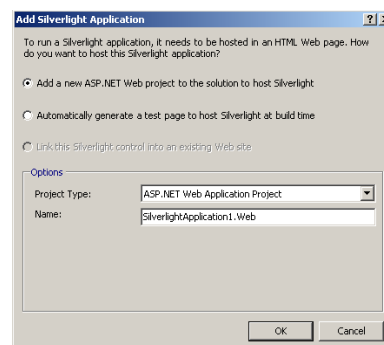 Add Silverlight Application
To run a Silverlight application, it needs to be hosted in an HTML Web page. How
do you want to host this Silverlight application?
Add a new ASP.NET Web project to the solution to host Silverlight
Automatically generate a test page to host Silverlight at build time
Link this Silverlight control into an existing Web site
Options
Project Type:
ASP.NET Web Application Project
Name:
SilverlightApplication1.Web
OK
Cancel